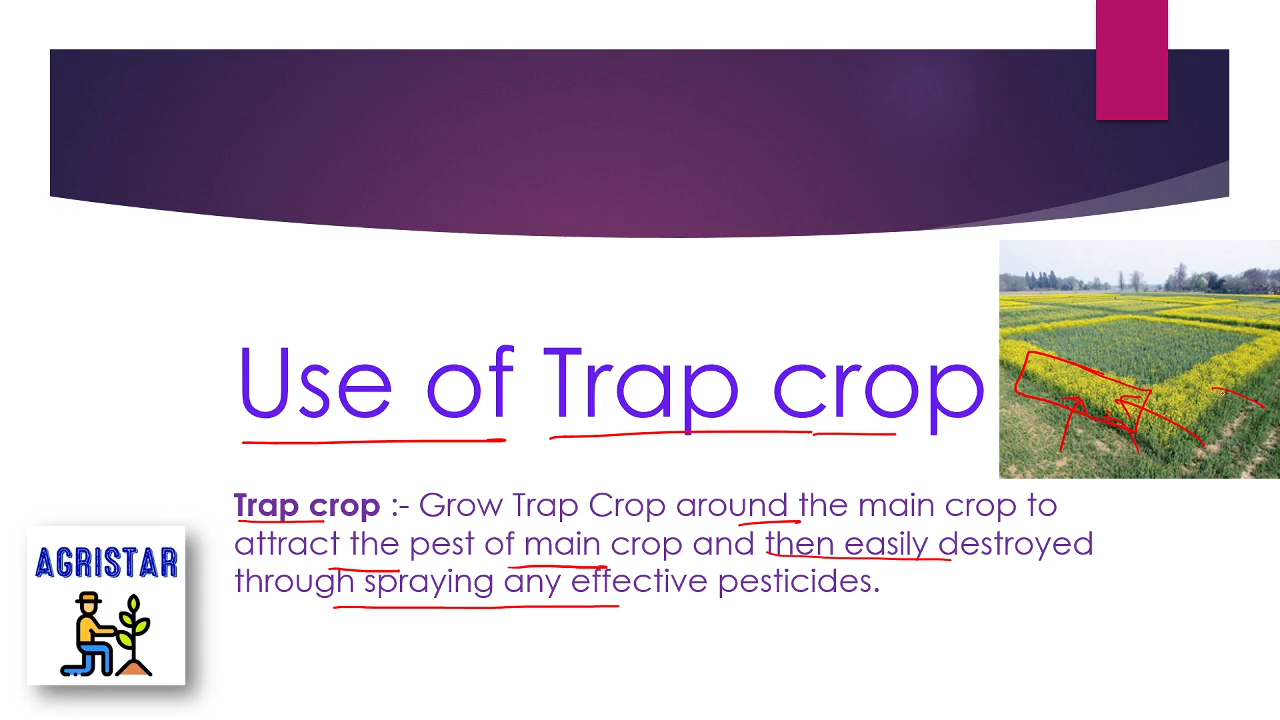 Use of Trap crop
Trap crop :- Grow Trap Crop around the main crop to
attract the pest of main crop and then easily destroyed
through spraying any effective pesticides.
AGRISTAR